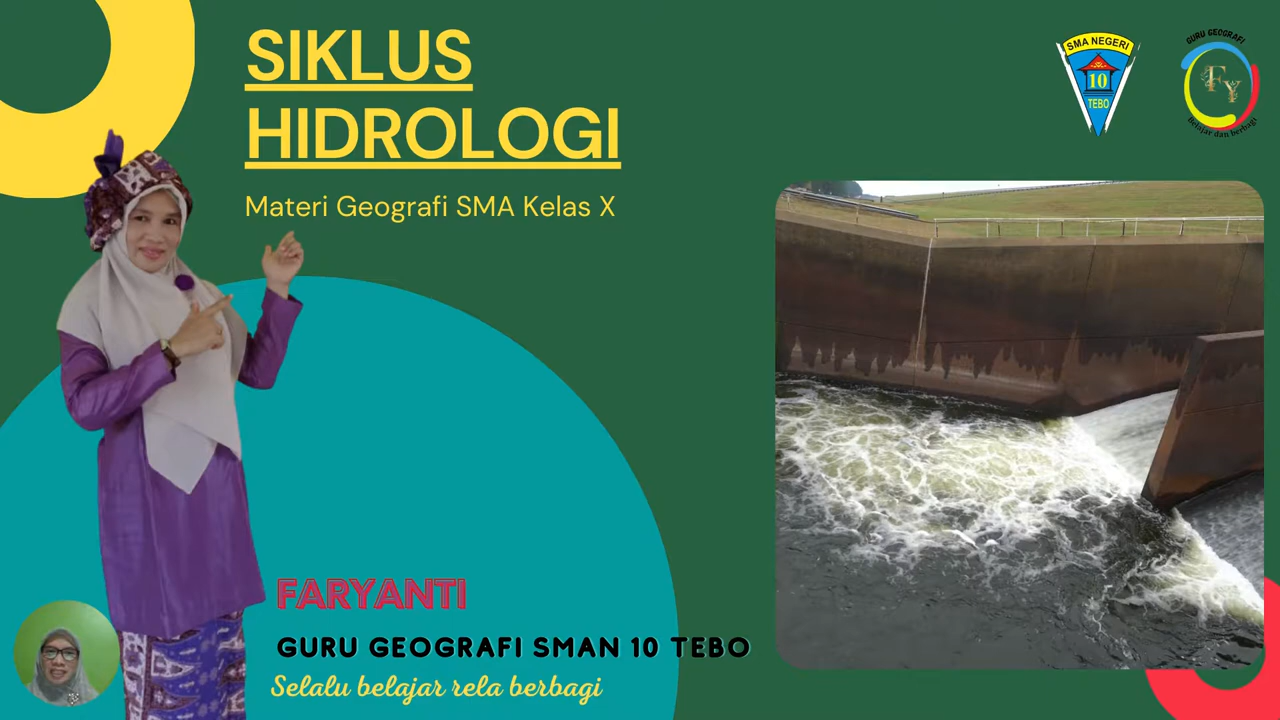 SIKLUS
HIDROLOGI
Materi Geografi SMA Kelas X
SMA NEGERI
10
TEBO
GURU GEOGRAFI
FY
Belajar dan berbagi
FARYANTI
GURU GEOGRAFI SMAN 10 TEBO
Selalu belajar rela berbagi